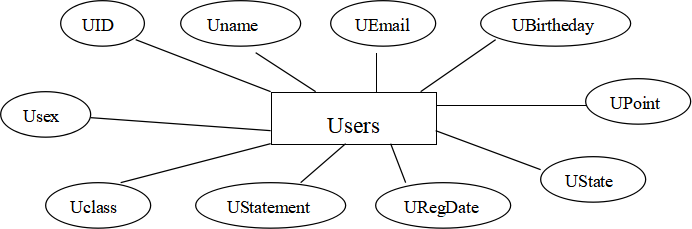 UID
Uname
UEmail
UBirtheday
UPoint
Usex
Users
UState
Uclass
UStatement
URegDate